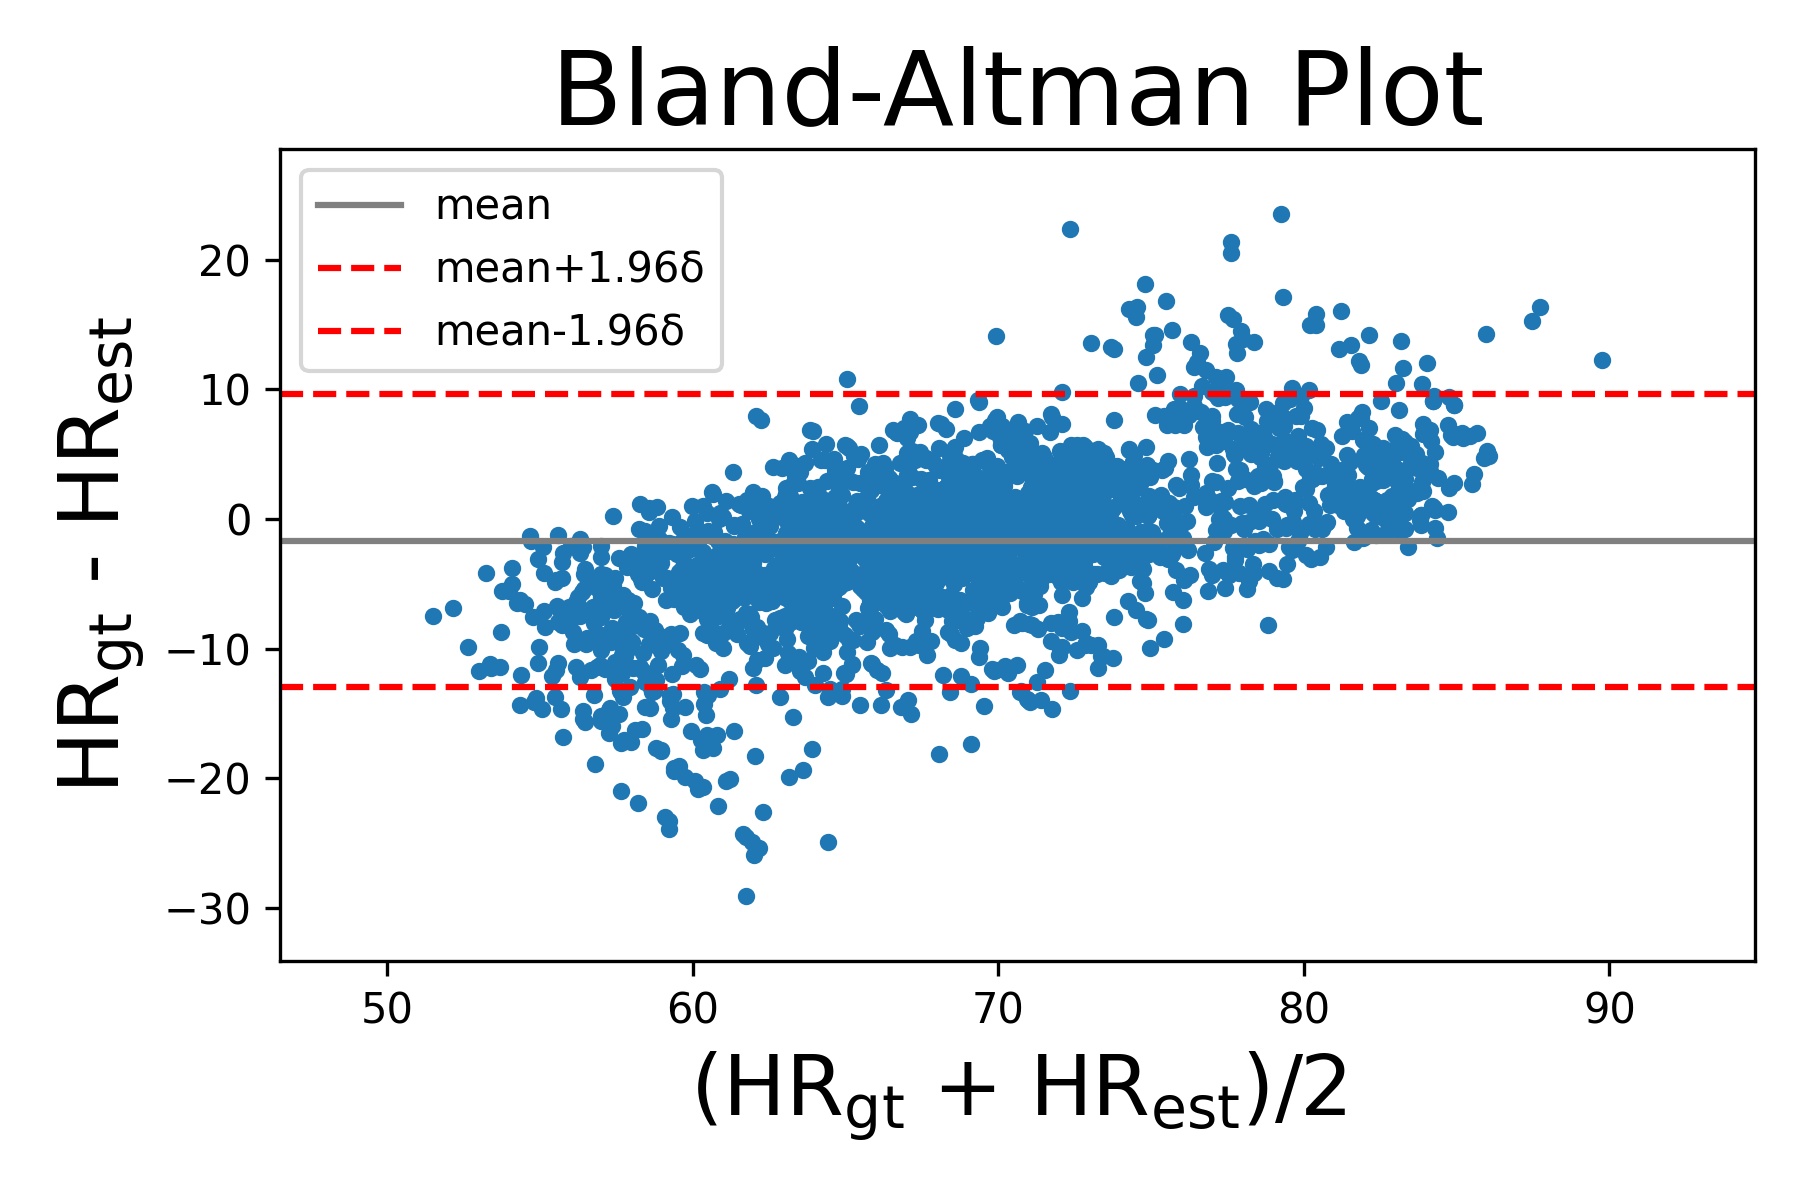 Bland-Altman Plot
mean
mean+1.96δ
mean-1.96δ
HRgt - HRest
20
10
0
−10
−20
−30
50 60 70 80 90
(HRgt + HRest)/2